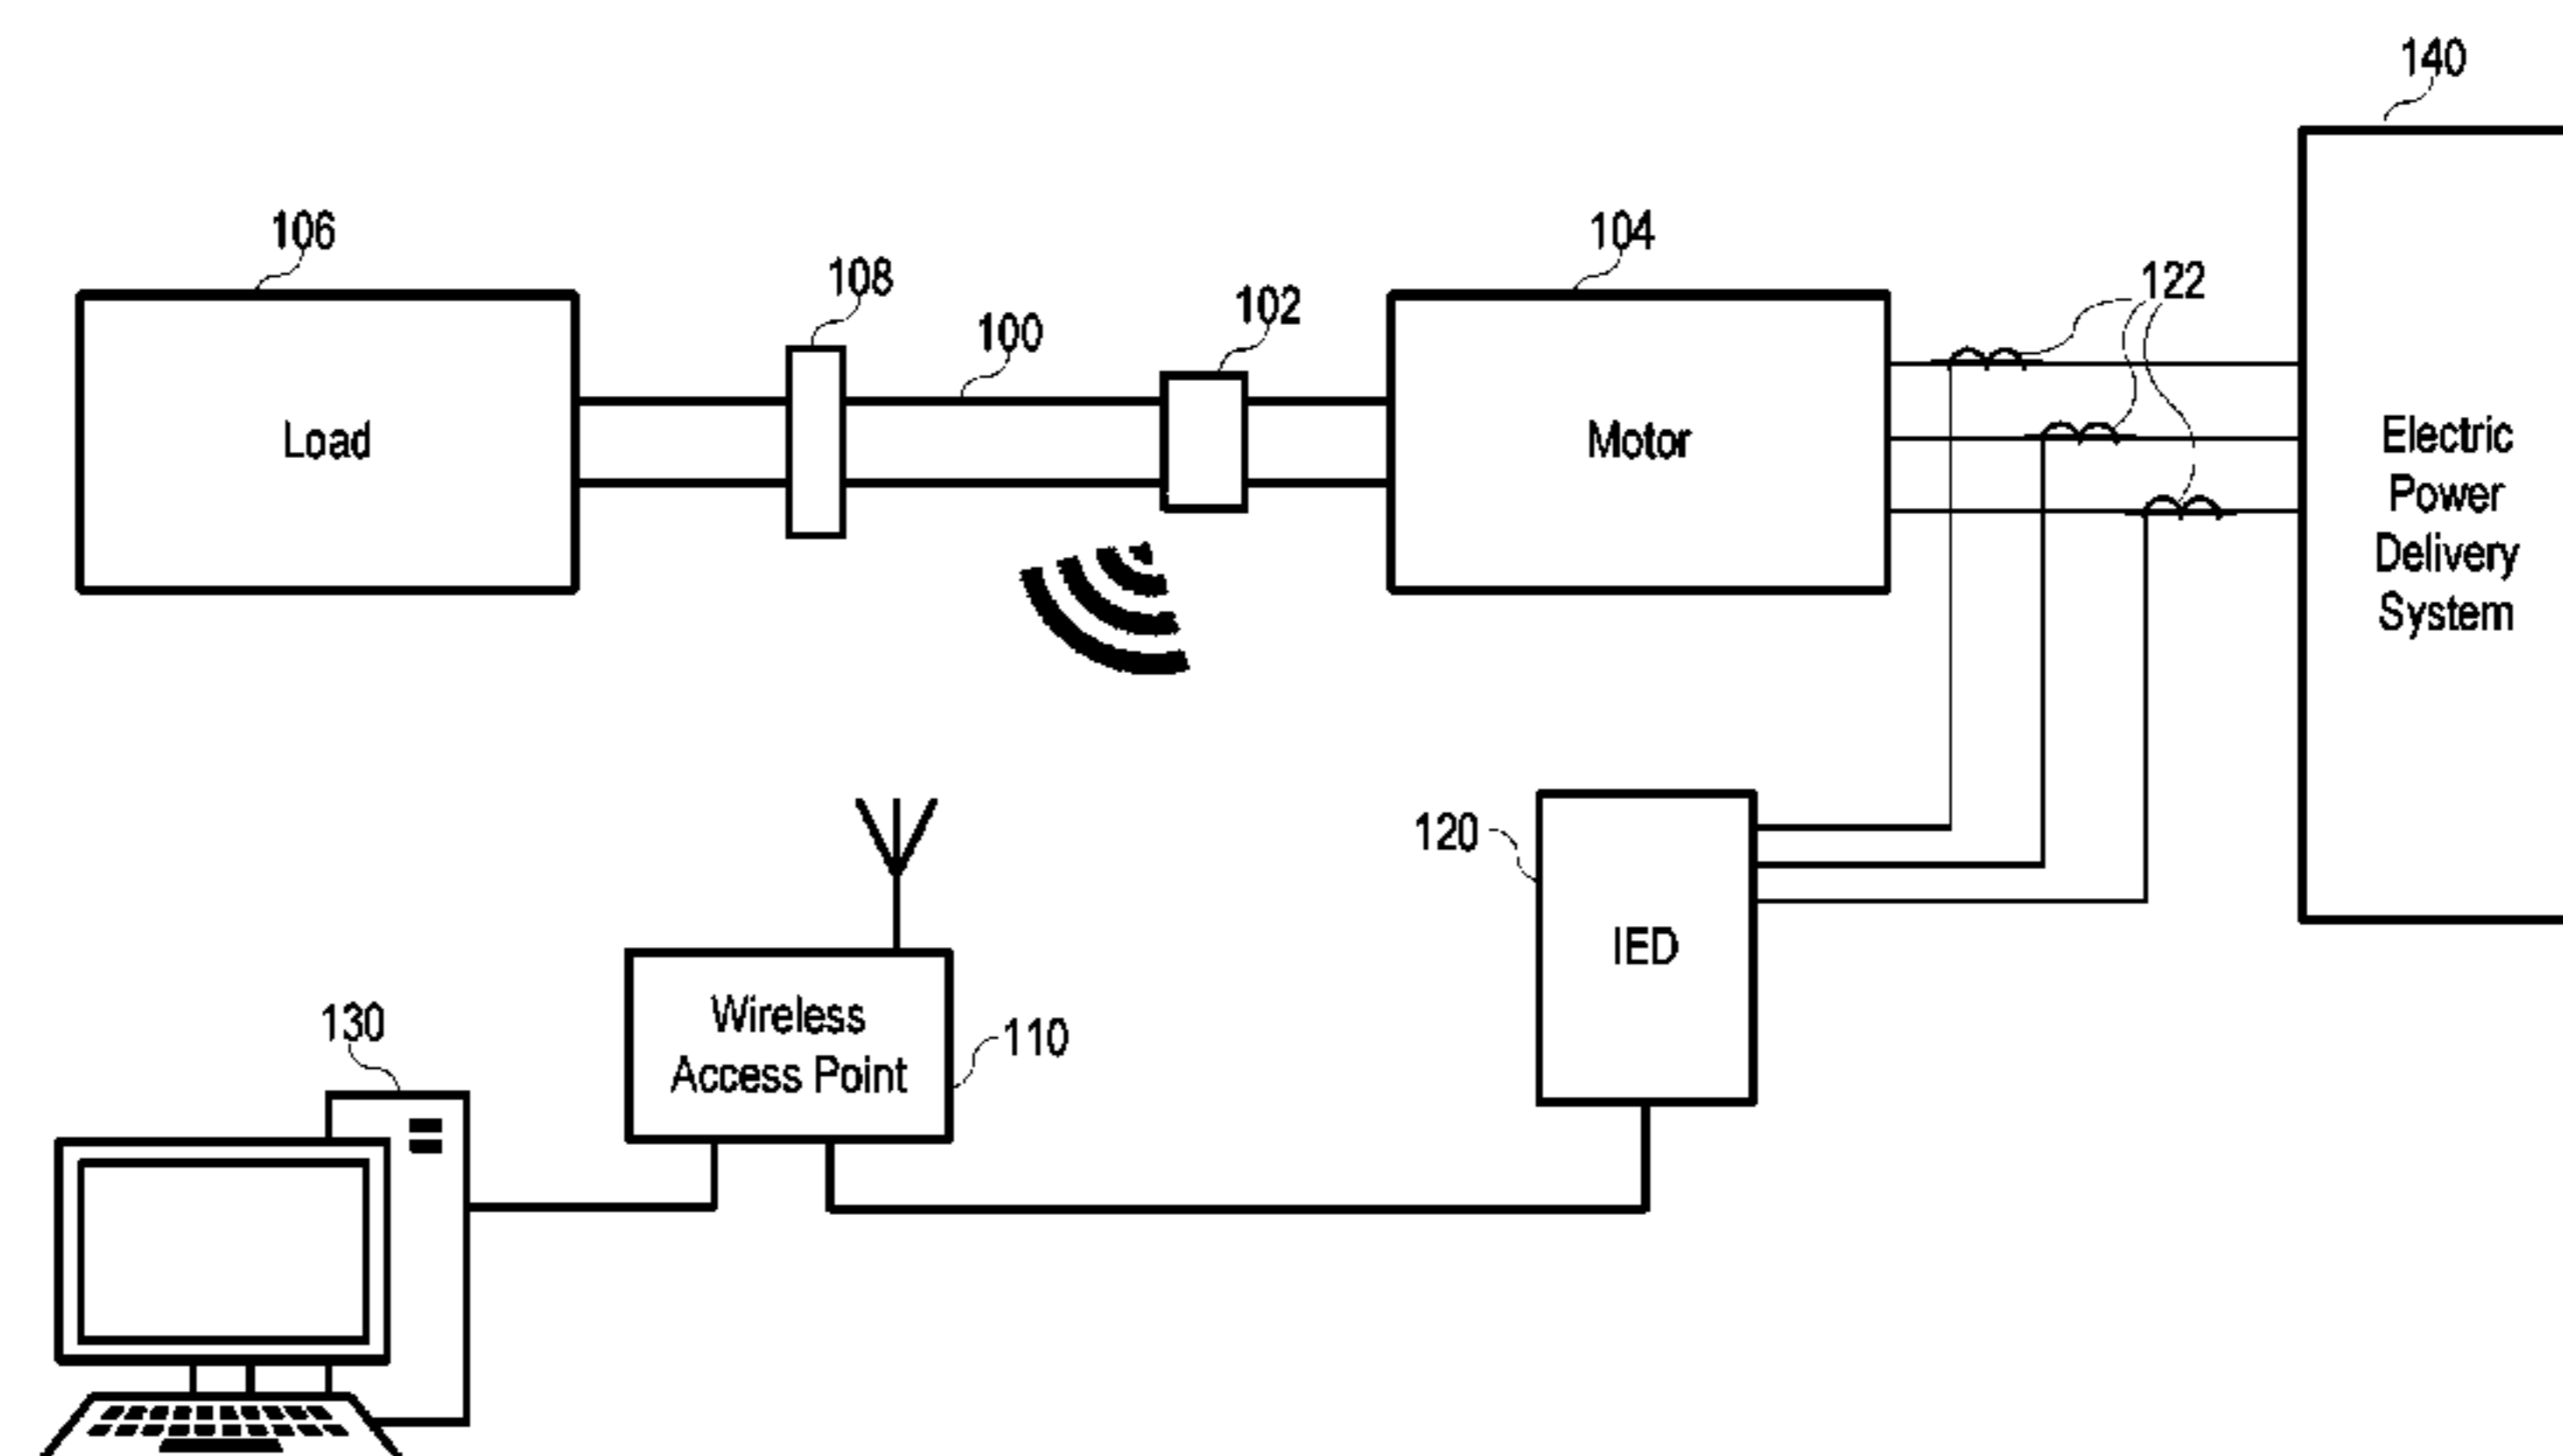 140
106
108
100
102
104
122
Load
Motor
Electric
Power
Delivery
System
120
IED
Wireless
Access Point
110
130